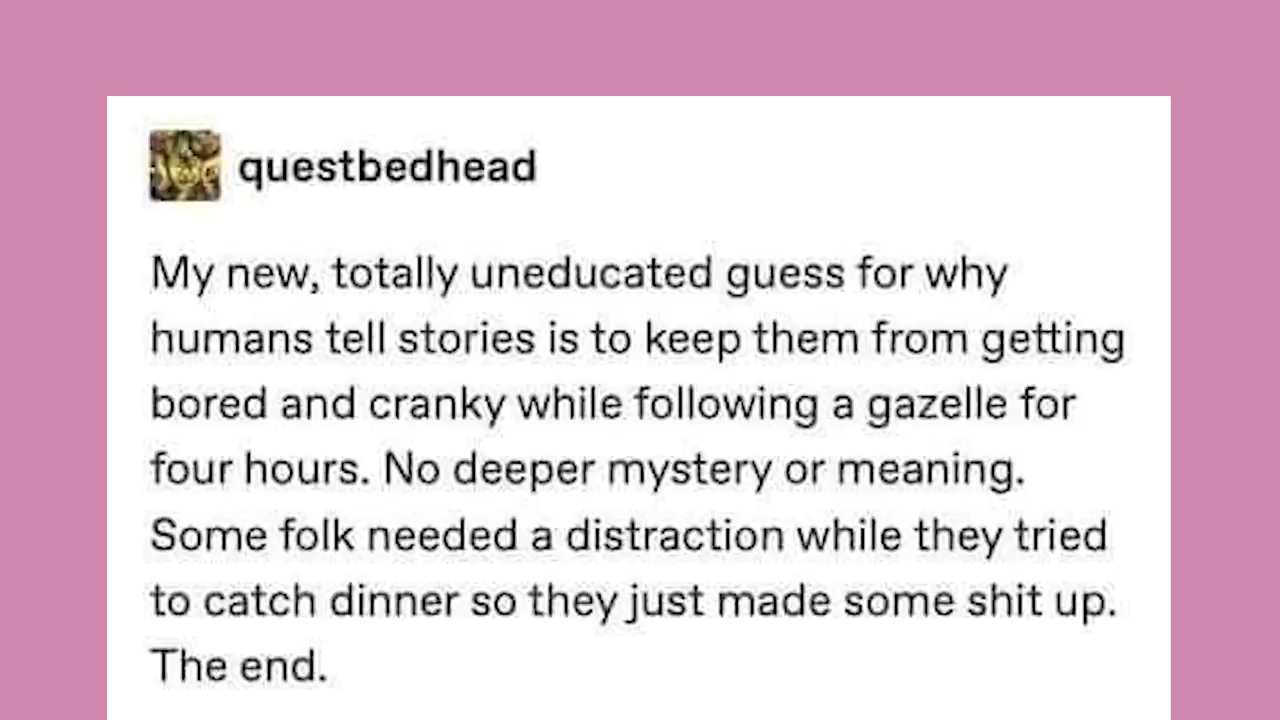 questbedhead
My new, totally uneducated guess for why
humans tell stories is to keep them from getting
bored and cranky while following a gazelle for
four hours. No deeper mystery or meaning.
Some folk needed a distraction while they tried
to catch dinner so they just made some shit up.
The end.